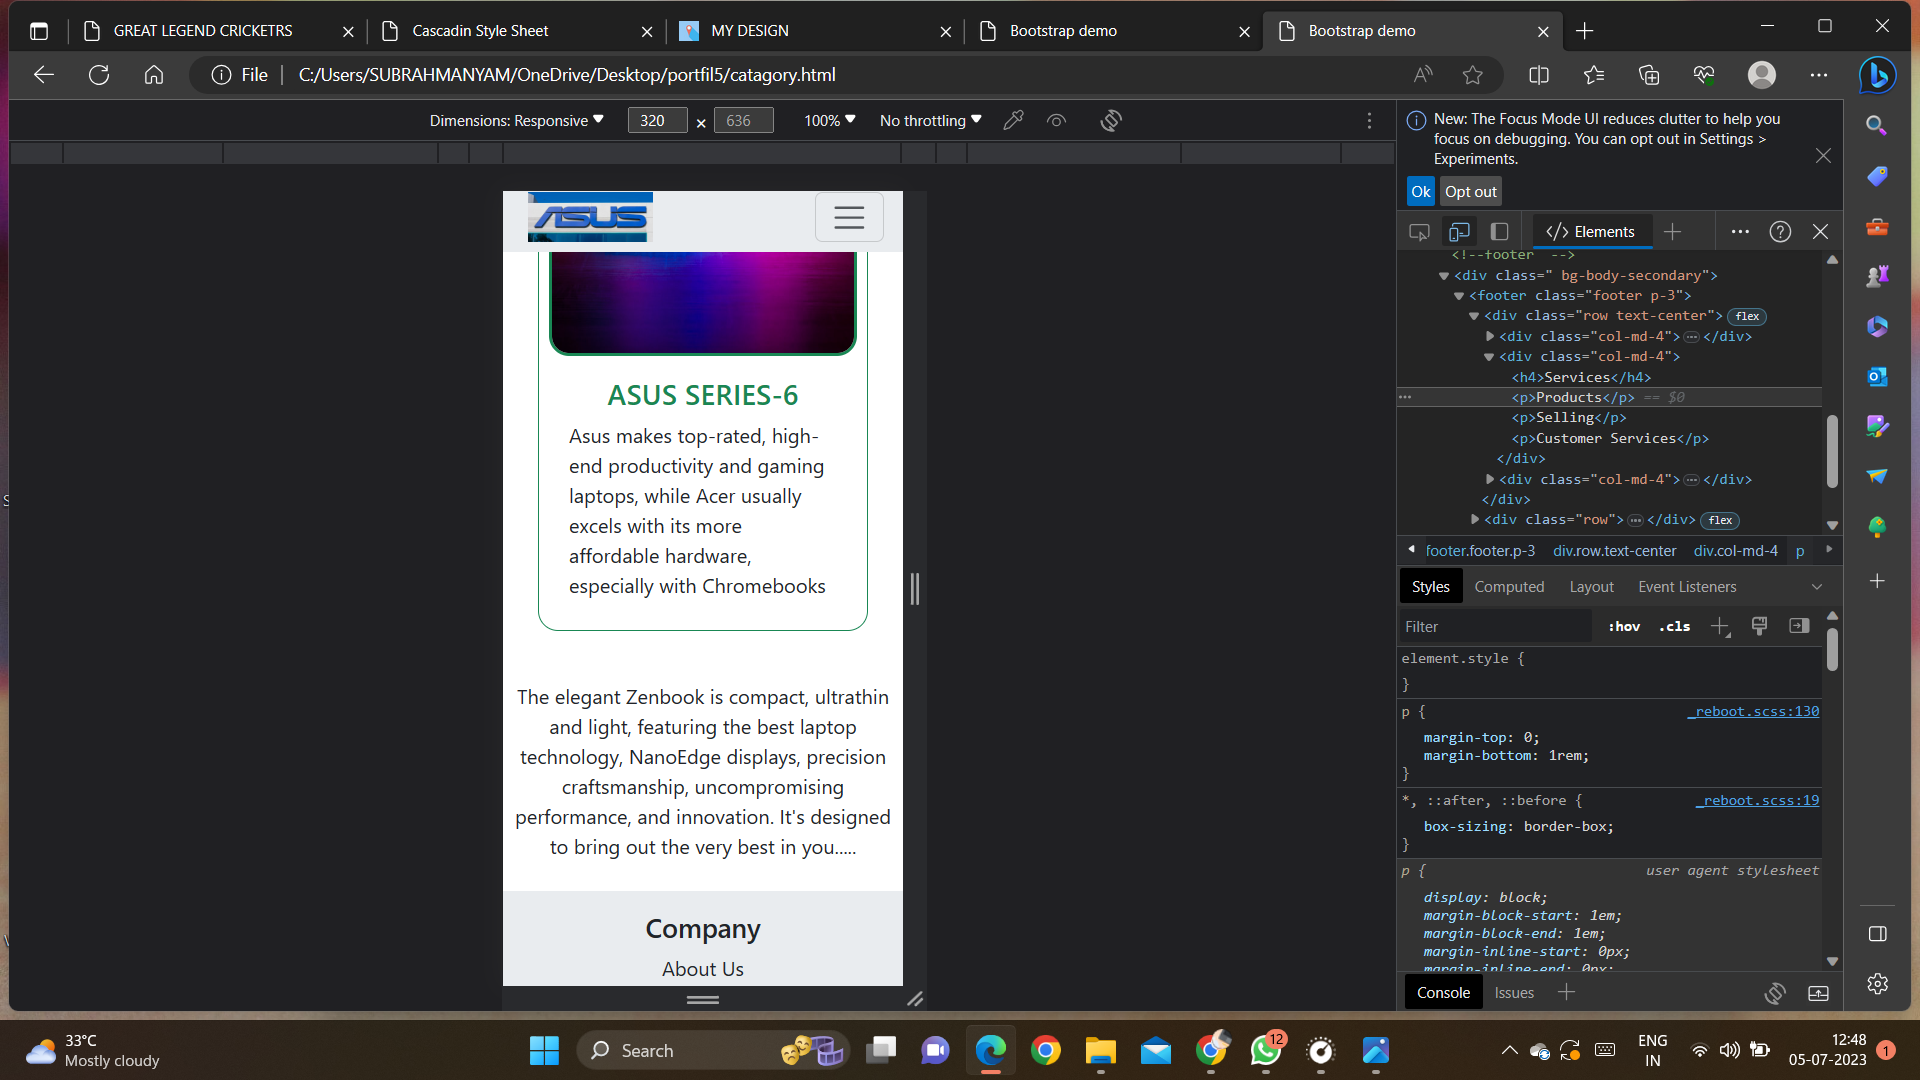 GREAT LEGEND CRICKETRS
Cascadin Style Sheet
MY DESIGN
Bootstrap demo
Bootstrap demo
File
C:/Users/SUBRAHMANYAM/OneDrive/Desktop/portfil5/catagory.html
Dimensions: Responsive
320
×
636
100%
No throttling
New: The Focus Mode UI reduces clutter to help you
focus on debugging. You can opt out in Settings >
Experiments.
Ok
Opt out
Elements
ASUS
ASUS SERIES-6
Asus makes top-rated, high-
end productivity and gaming
laptops, while Acer usually
excels with its more
affordable hardware,
especially with Chromebooks
The elegant Zenbook is compact, ultrathin
and light, featuring the best laptop
technology, NanoEdge displays, precision
craftsmanship, uncompromising
performance, and innovation. It's designed
to bring out the very best in you.....
Company
About Us
<!--footer -->
<div class=" bg-body-secondary">
<footer class="footer p-3">
<div class="row text-center"> flex
<div class="col-md-4"> ⋯ </div>
<div class="col-md-4">
<h4>Services</h4>
<p>Products</p> == $0
<p>Selling</p>
<p>Customer Services</p>
</div>
<div class="col-md-4"> ⋯ </div>
</div>
<div class="row"> ⋯ </div> flex
footer.footer.p-3 div.row.text-center div.col-md-4 p
Styles Computed Layout Event Listeners
Filter :hov .cls
element.style {
}
p { _reboot.scss:130
margin-top: 0;
margin-bottom: 1rem;
}
*, ::after, ::before { _reboot.scss:19
box-sizing: border-box;
}
p { user agent stylesheet
display: block;
margin-block-start: 1em;
margin-block-end: 1em;
margin-inline-start: 0px;
margin-inline-end: 0px;
Console Issues
33°C
Mostly cloudy
Search
12
ENG
IN
12:48
05-07-2023
1